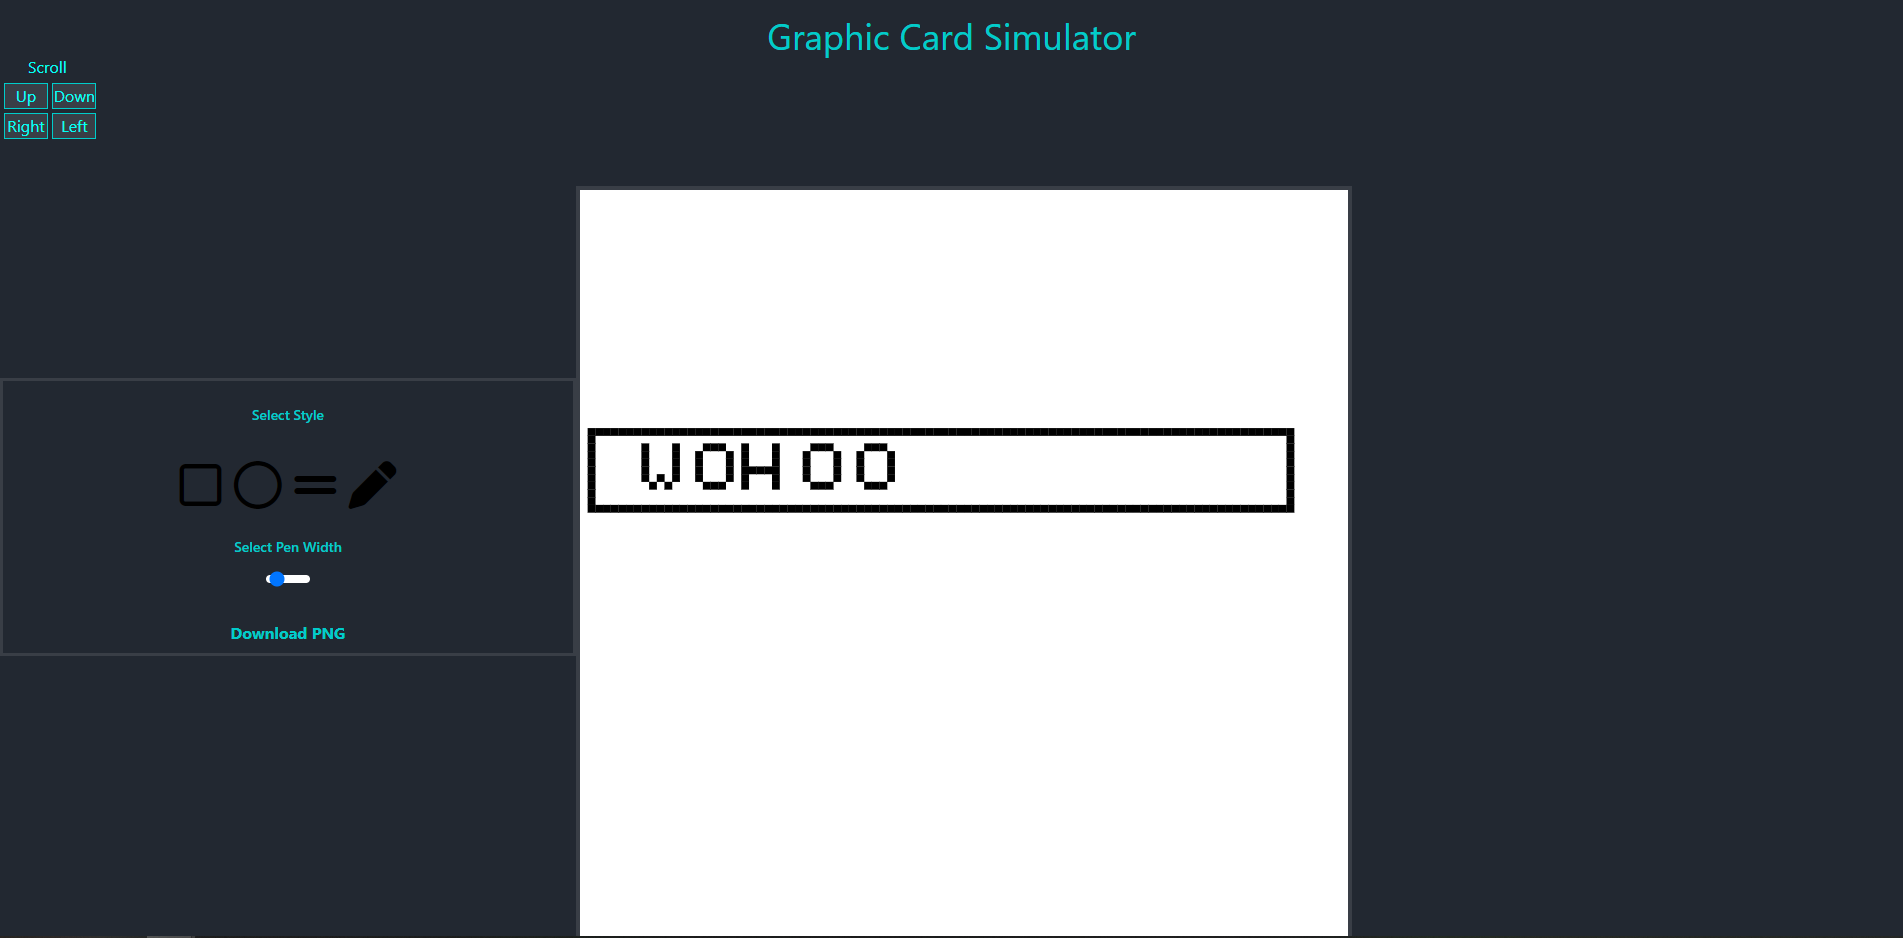 Graphic Card Simulator
Scroll
Up Down
Right Left
WOHOO
Select Style
Select Pen Width
Download PNG